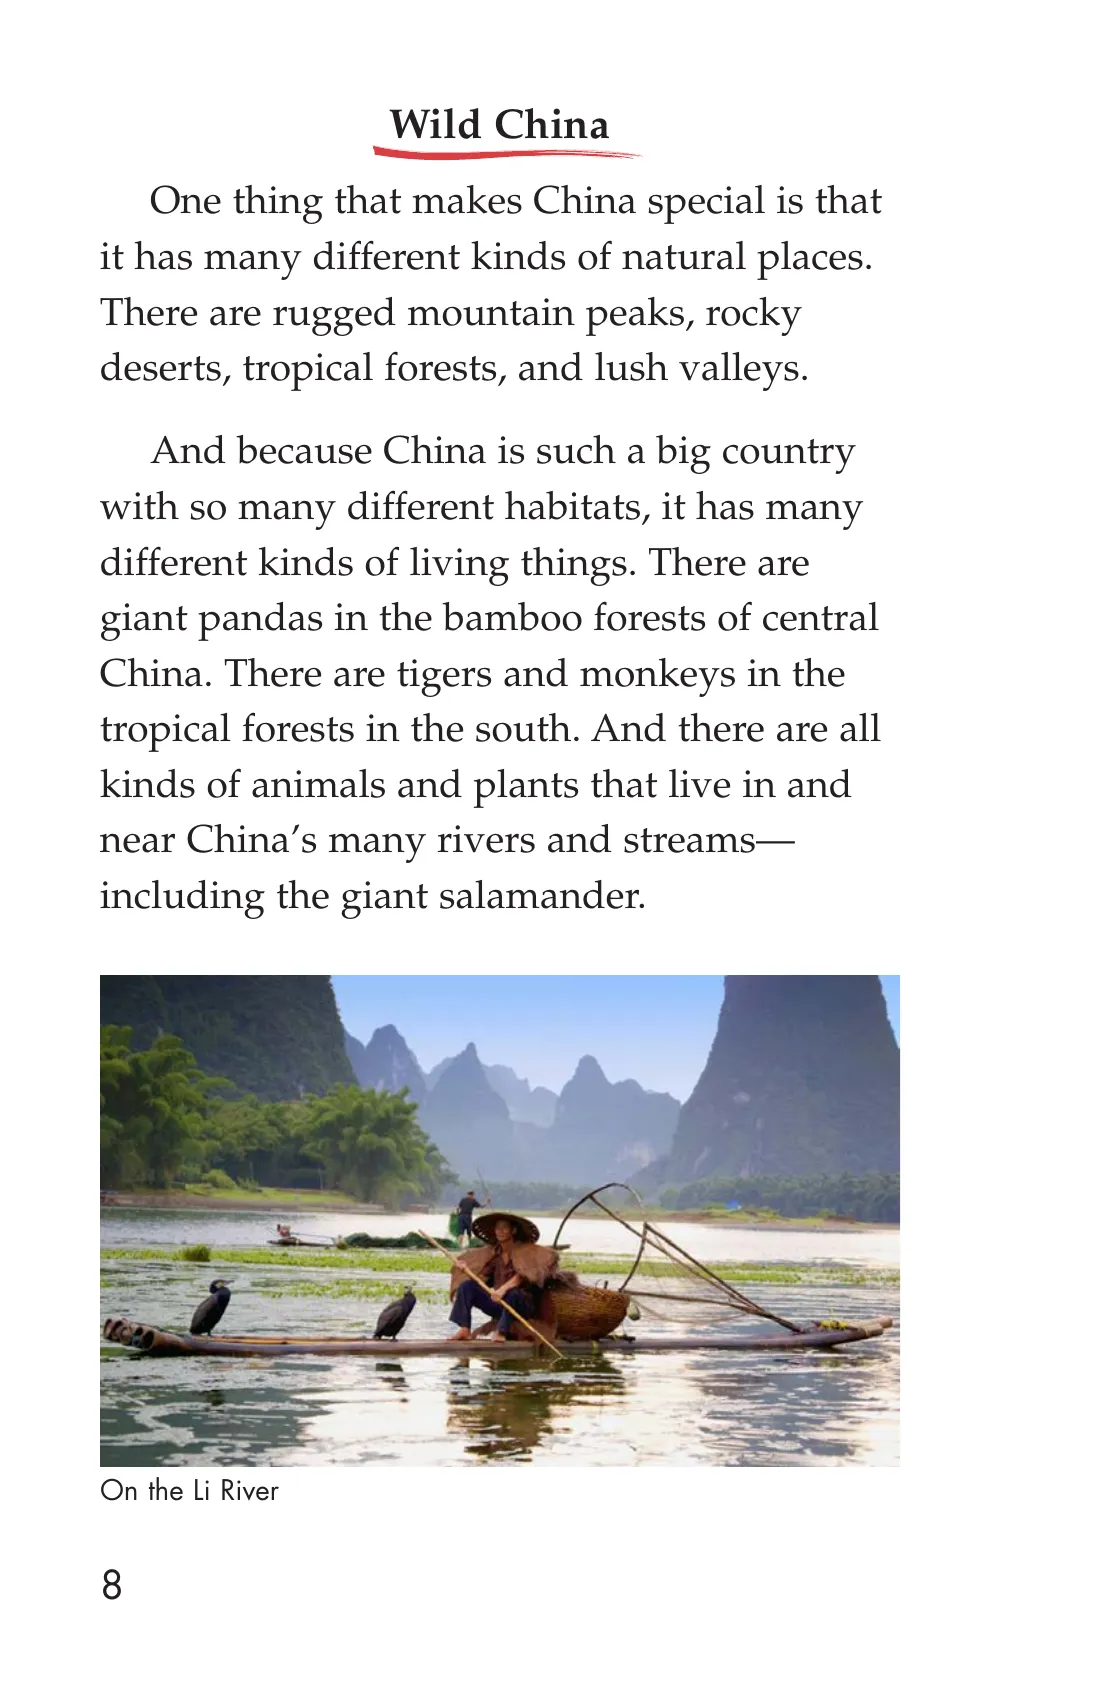 Wild China
One thing that makes China special is that
it has many different kinds of natural places.
There are rugged mountain peaks, rocky
deserts, tropical forests, and lush valleys.
And because China is such a big country
with so many different habitats, it has many
different kinds of living things. There are
giant pandas in the bamboo forests of central
China. There are tigers and monkeys in the
tropical forests in the south. And there are all
kinds of animals and plants that live in and
near China’s many rivers and streams—
including the giant salamander.
On the Li River
8